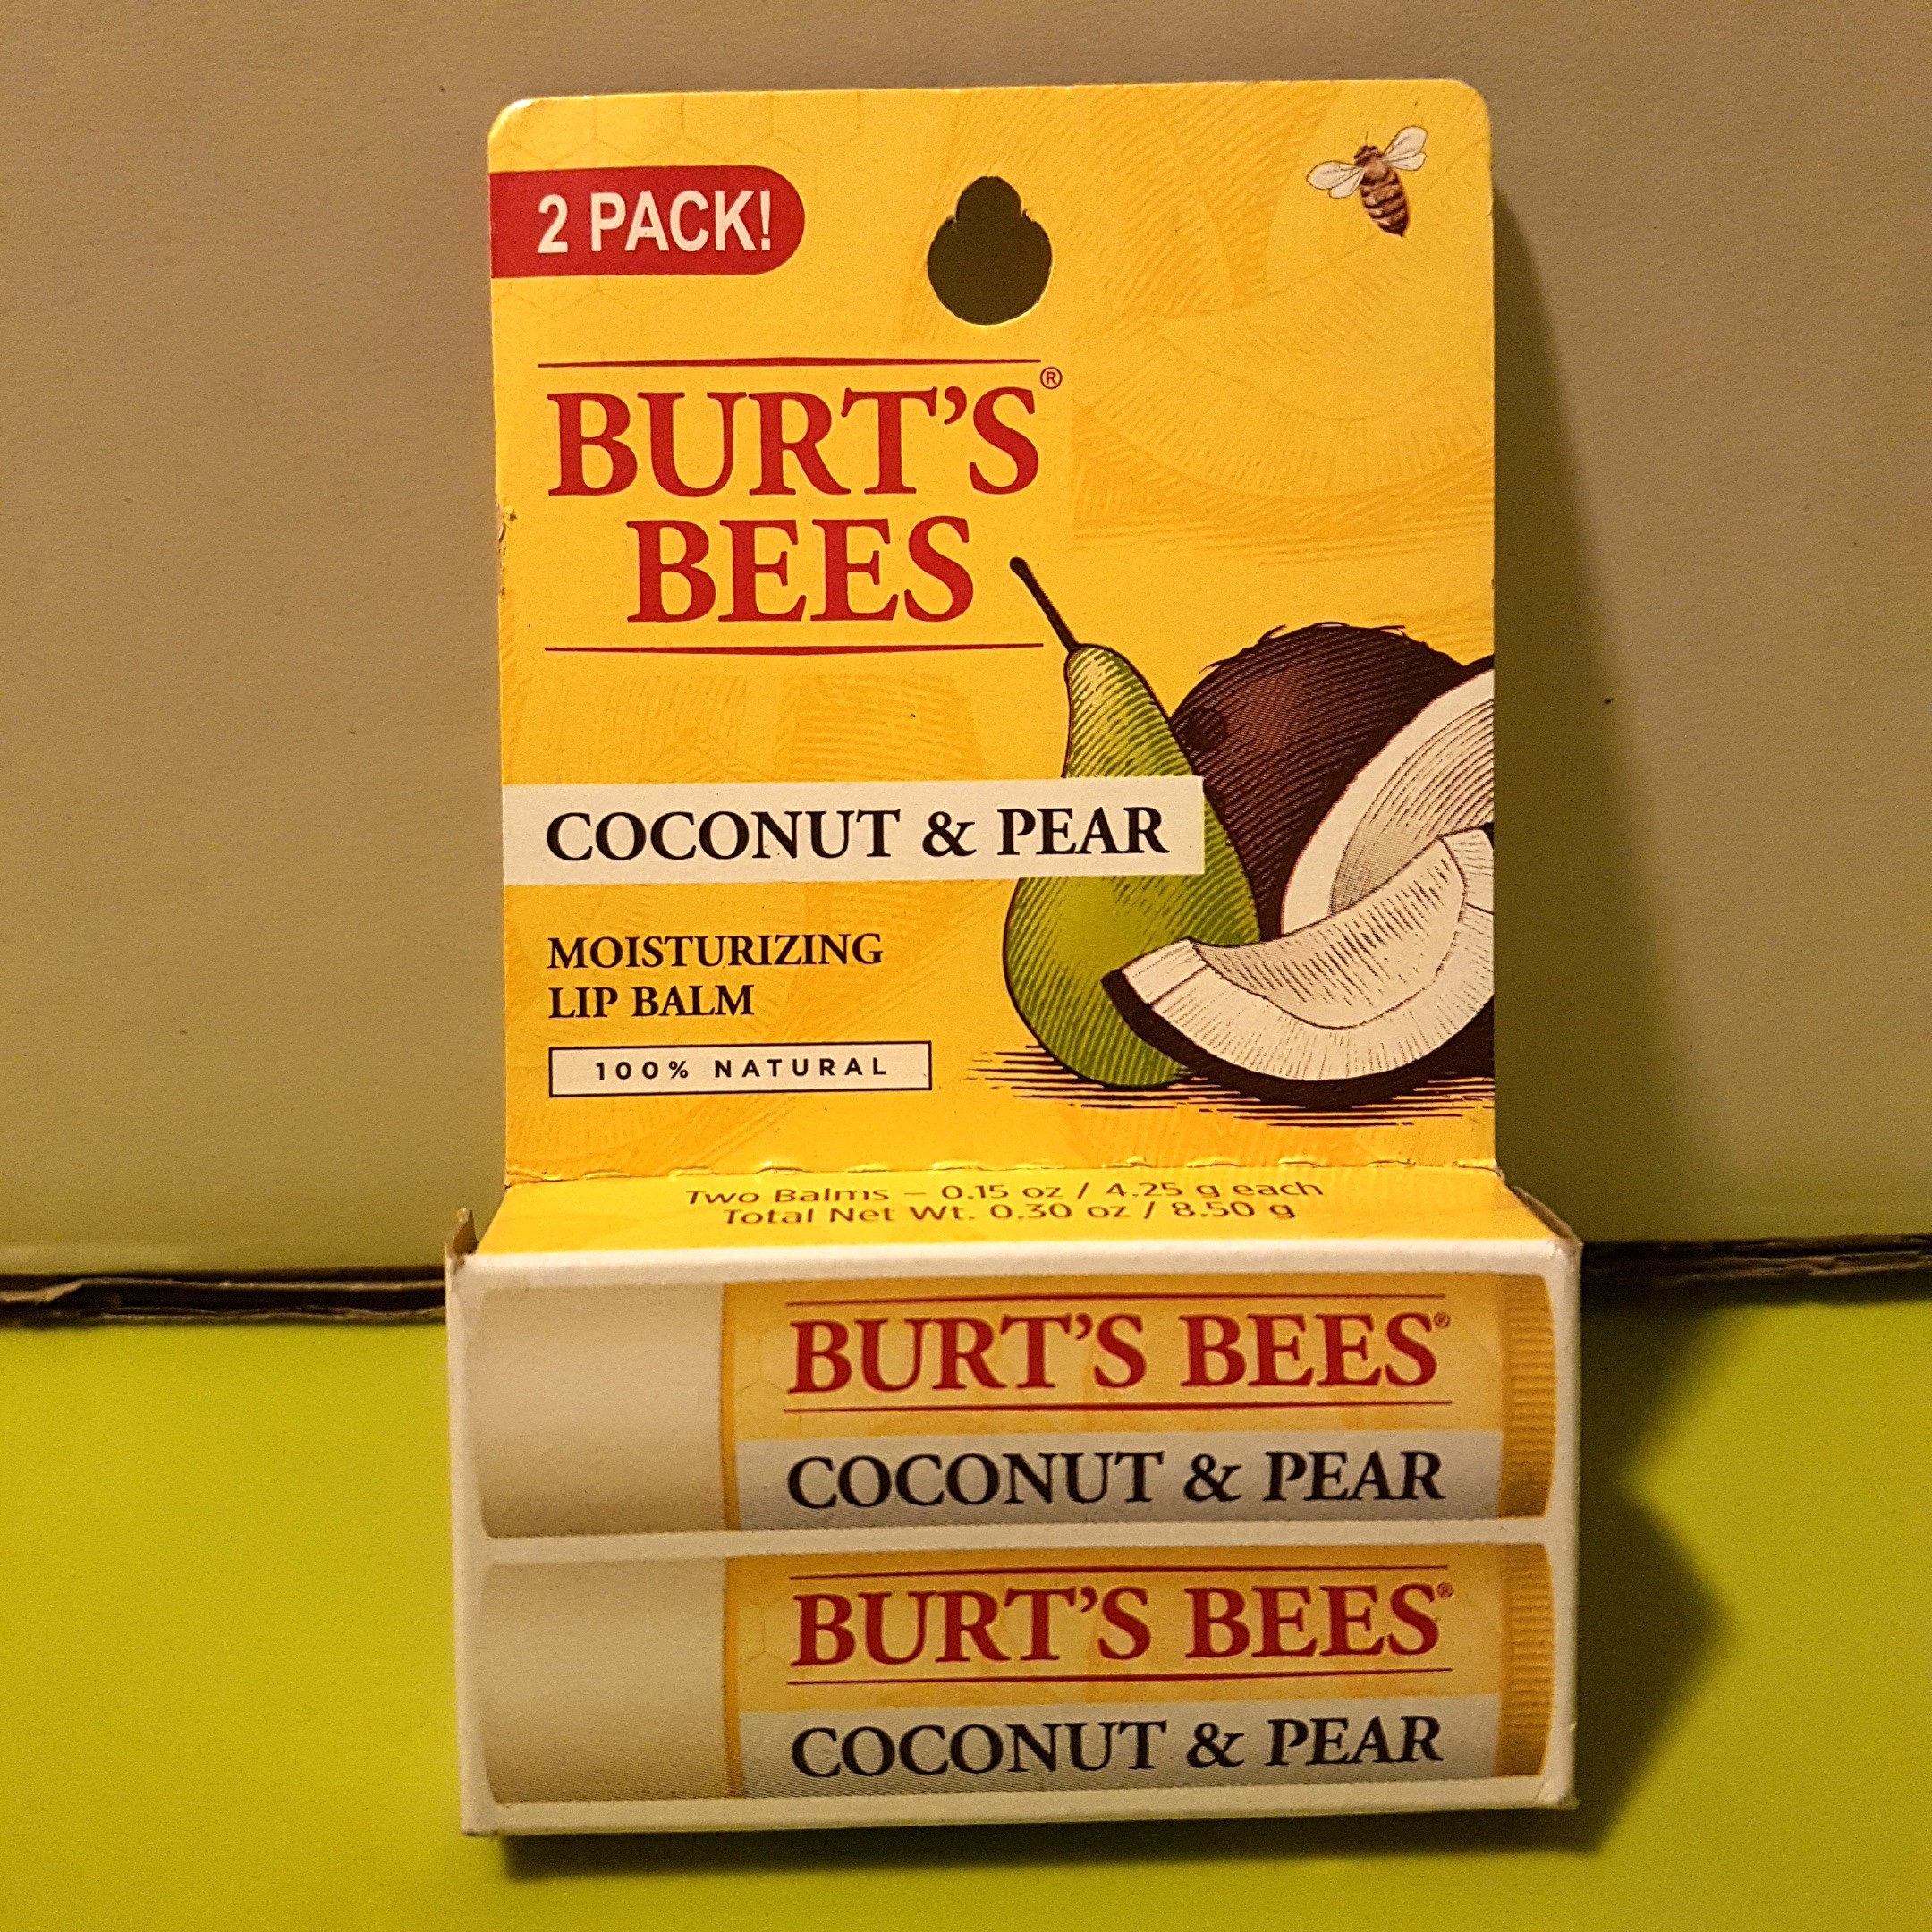 2 PACK!
BURT'S®
BEES
COCONUT & PEAR
MOISTURIZING
LIP BALM
100% NATURAL
Two Balms – 0.15 oz / 4.25 g each
Total Net Wt. 0.30 oz / 8.50 g
BURT'S BEES®
COCONUT & PEAR
BURT'S BEES®
COCONUT & PEAR